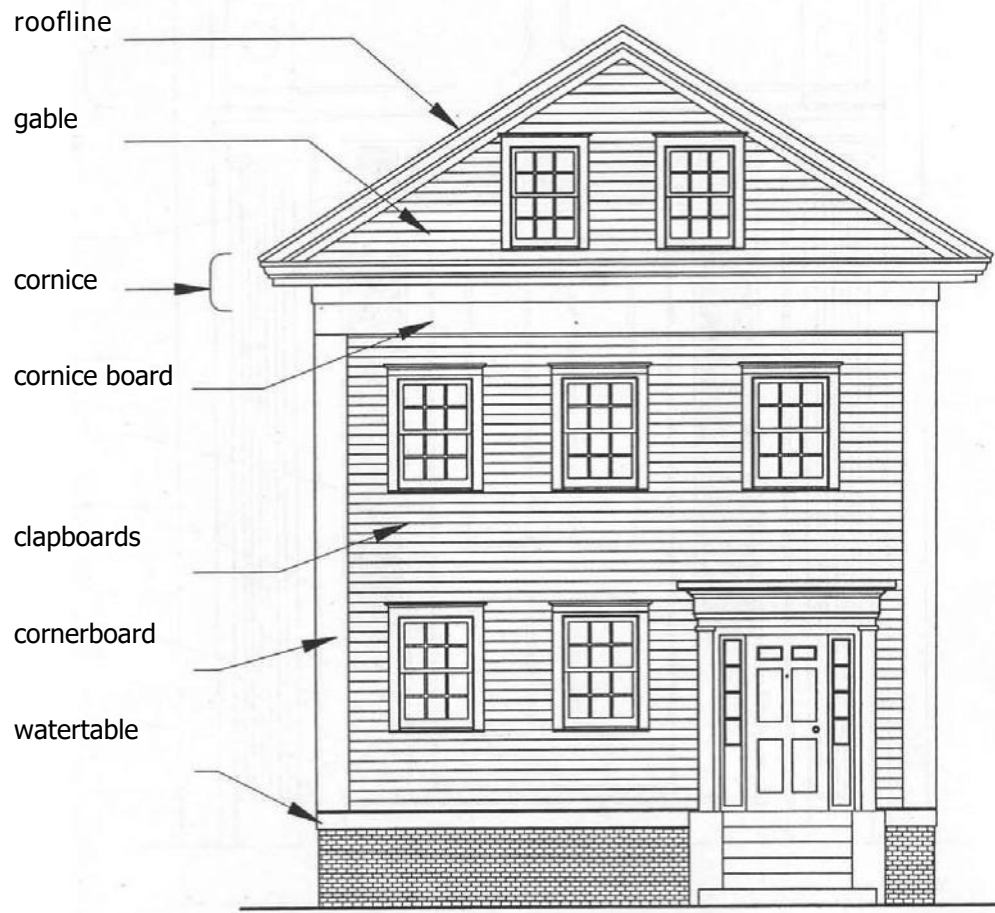 roofline
gable
cornice
cornice board
clapboards
cornerboard
watertable